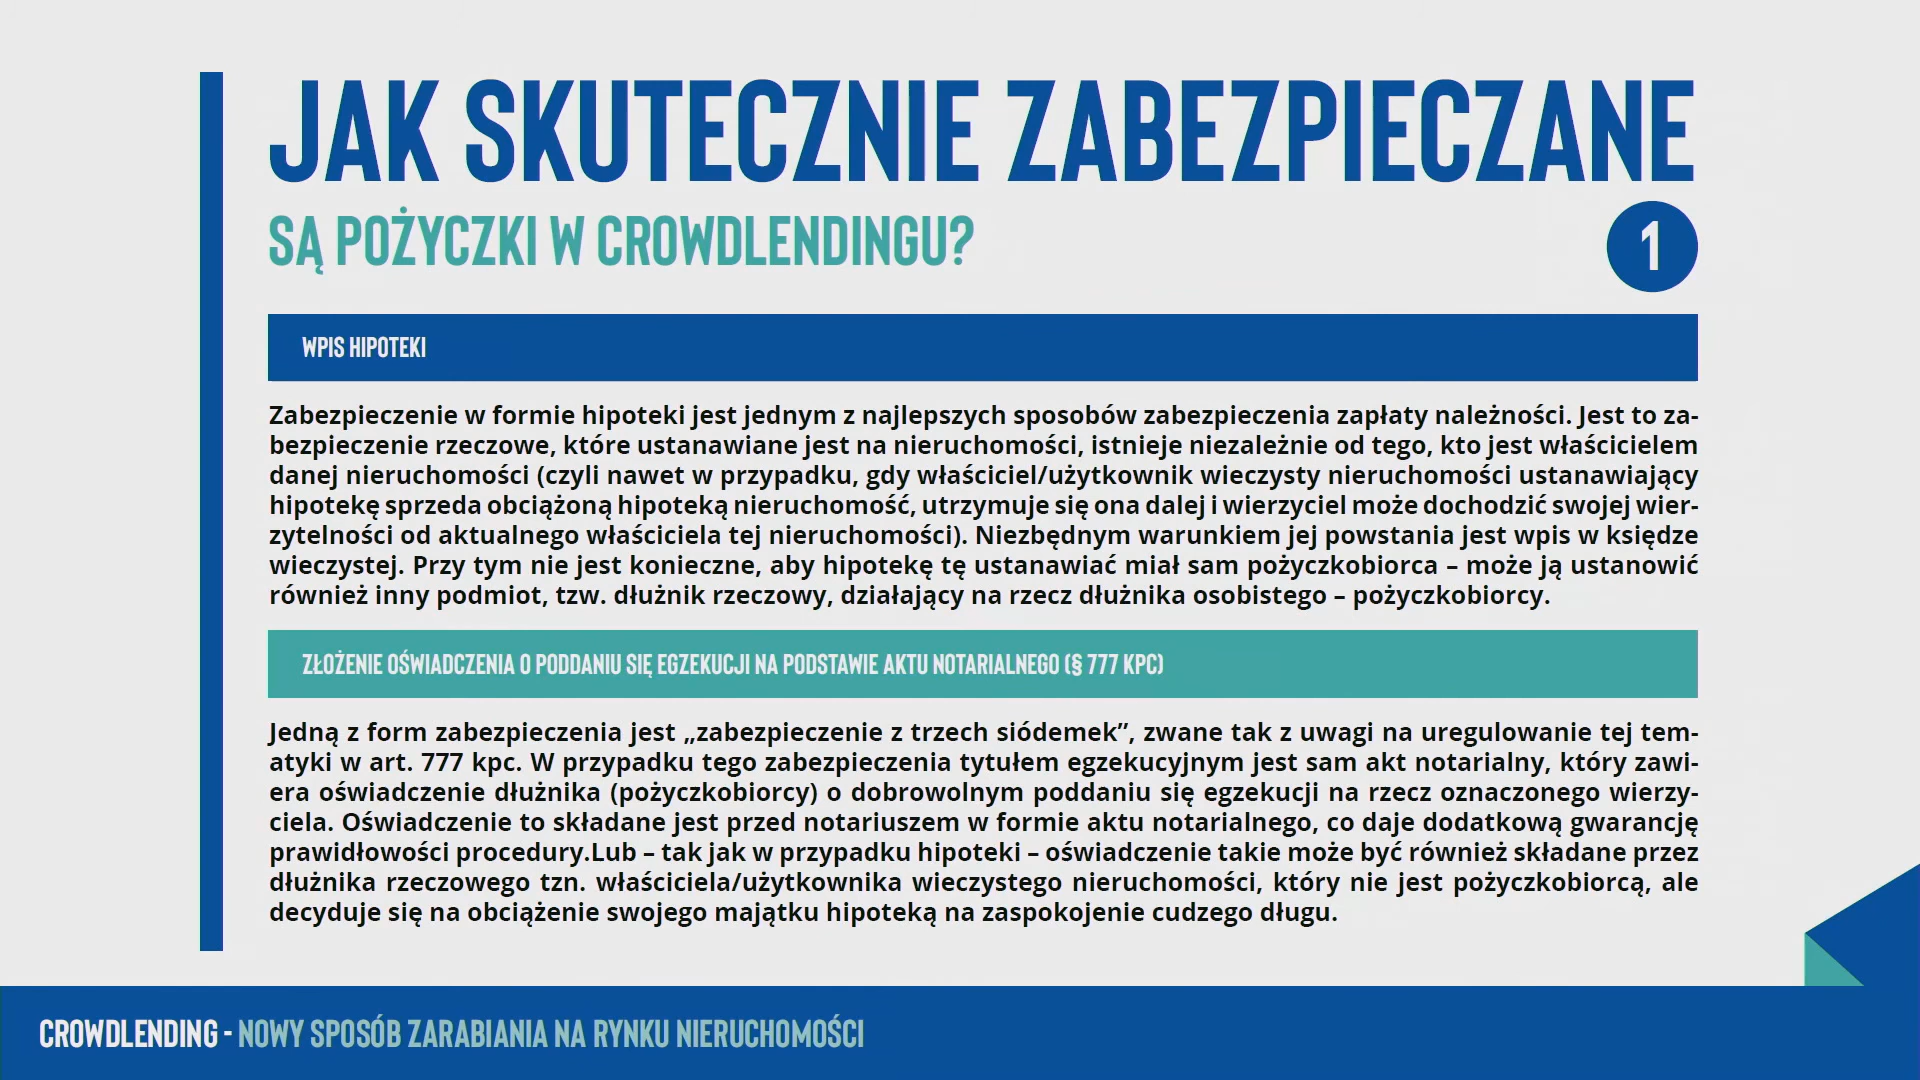 JAK SKUTECZNIE ZABEZPIECZANE
SĄ POŻYCZKI W CROWDLENDINGU?
1
WPIS HIPOTEKI
Zabezpieczenie w formie hipoteki jest jednym z najlepszych sposobów zabezpieczenia zapłaty należności. Jest to za-
bezpieczenie rzeczowe, które ustanawiane jest na nieruchomości, istnieje niezależnie od tego, kto jest właścicielem
danej nieruchomości (czyli nawet w przypadku, gdy właściciel/użytkownik wieczysty nieruchomości ustanawiający
hipotekę sprzeda obciążoną hipoteką nieruchomość, utrzymuje się ona dalej i wierzyciel może dochodzić swojej wier-
zytelności od aktualnego właściciela tej nieruchomości). Niezbędnym warunkiem jej powstania jest wpis w księdze
wieczystej. Przy tym nie jest konieczne, aby hipotekę tę ustanawiać miał sam pożyczkobiorca – może ją ustanowić
również inny podmiot, tzw. dłużnik rzeczowy, działający na rzecz dłużnika osobistego – pożyczkobiorcy.
ZŁOŻENIE OŚWIADCZENIA O PODDANIU SIĘ EGZEKUCJI NA PODSTAWIE AKTU NOTARIALNEGO (§ 777 KPC)
Jedną z form zabezpieczenia jest „zabezpieczenie z trzech siódemek”, zwane tak z uwagi na uregulowanie tej tem-
atyki w art. 777 kpc. W przypadku tego zabezpieczenia tytułem egzekucyjnym jest sam akt notarialny, który zawi-
era oświadczenie dłużnika (pożyczkobiorcy) o dobrowolnym poddaniu się egzekucji na rzecz oznaczonego wierzy-
ciela. Oświadczenie to składane jest przed notariuszem w formie aktu notarialnego, co daje dodatkową gwarancję
prawidłowości procedury.Lub – tak jak w przypadku hipoteki – oświadczenie takie może być również składane przez
dłużnika rzeczowego tzn. właściciela/użytkownika wieczystego nieruchomości, który nie jest pożyczkobiorcą, ale
decyduje się na obciążenie swojego majątku hipoteką na zaspokojenie cudzego długu.
CROWDLENDING - NOWY SPOSÓB ZARABIANIA NA RYNKU NIERUCHOMOŚCI